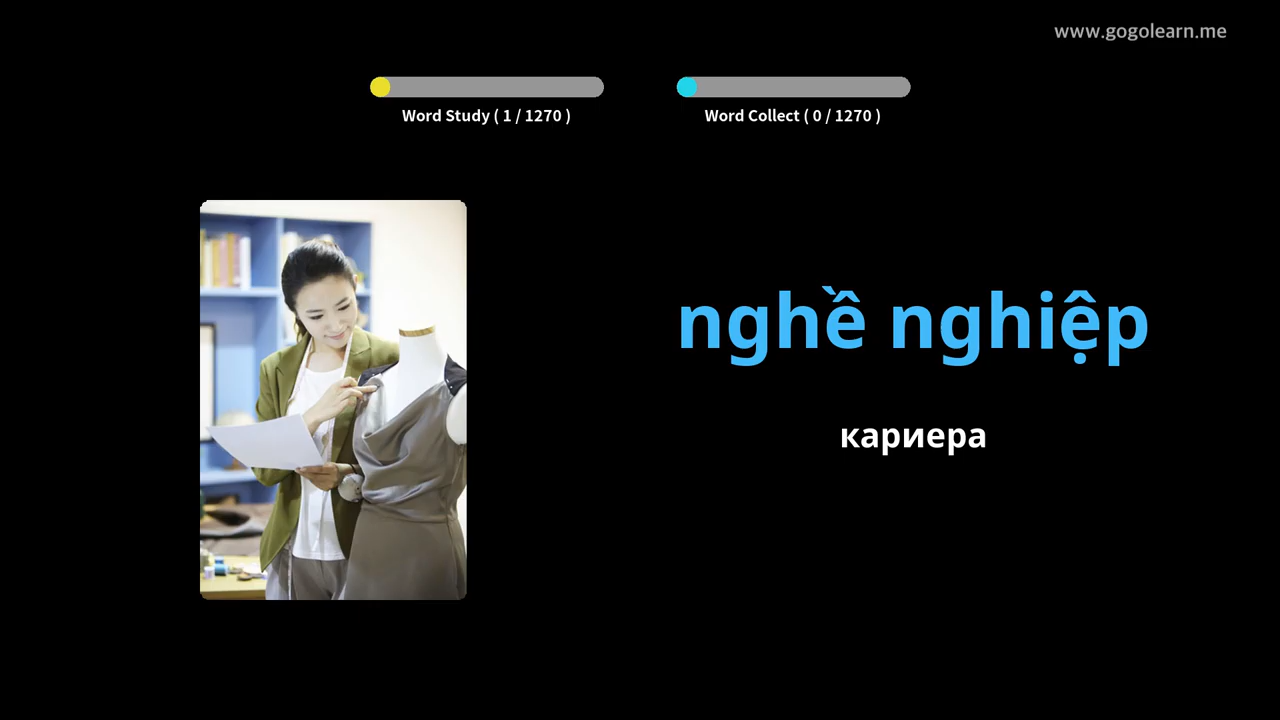 www.gogolearn.me
Word Study ( 1 / 1270 )
Word Collect ( 0 / 1270 )
nghề nghiệp
кариера